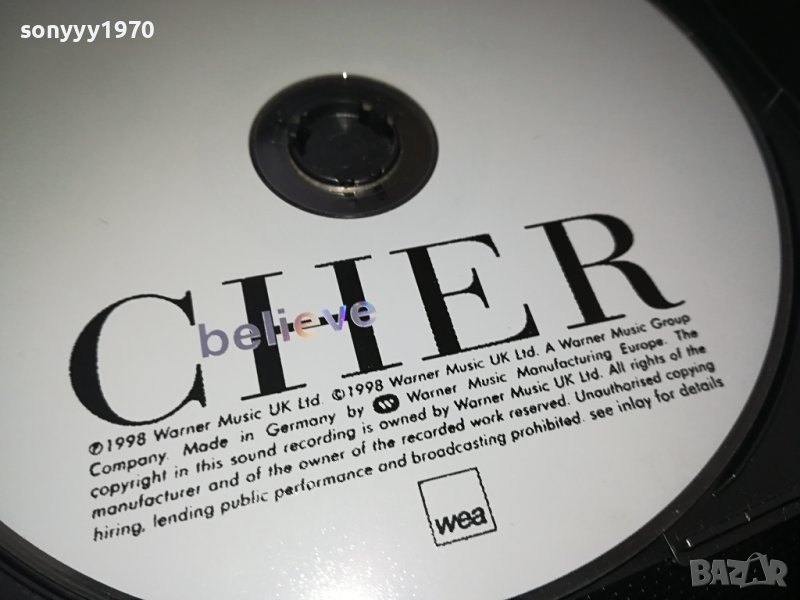 sonyyy1970
CHER
believe
℗1998 Warner Music UK Ltd. ©1998 Warner Music UK Ltd. A Warner Music Group
Company. Made in Germany by W Warner Music Manufacturing Europe. The
copyright in this sound recording is owned by Warner Music UK Ltd. All rights of the
manufacturer and of the owner of the recorded work reserved. Unauthorised copying
hiring, lending public performance and broadcasting prohibited. see inlay for details
wea
BAZAR